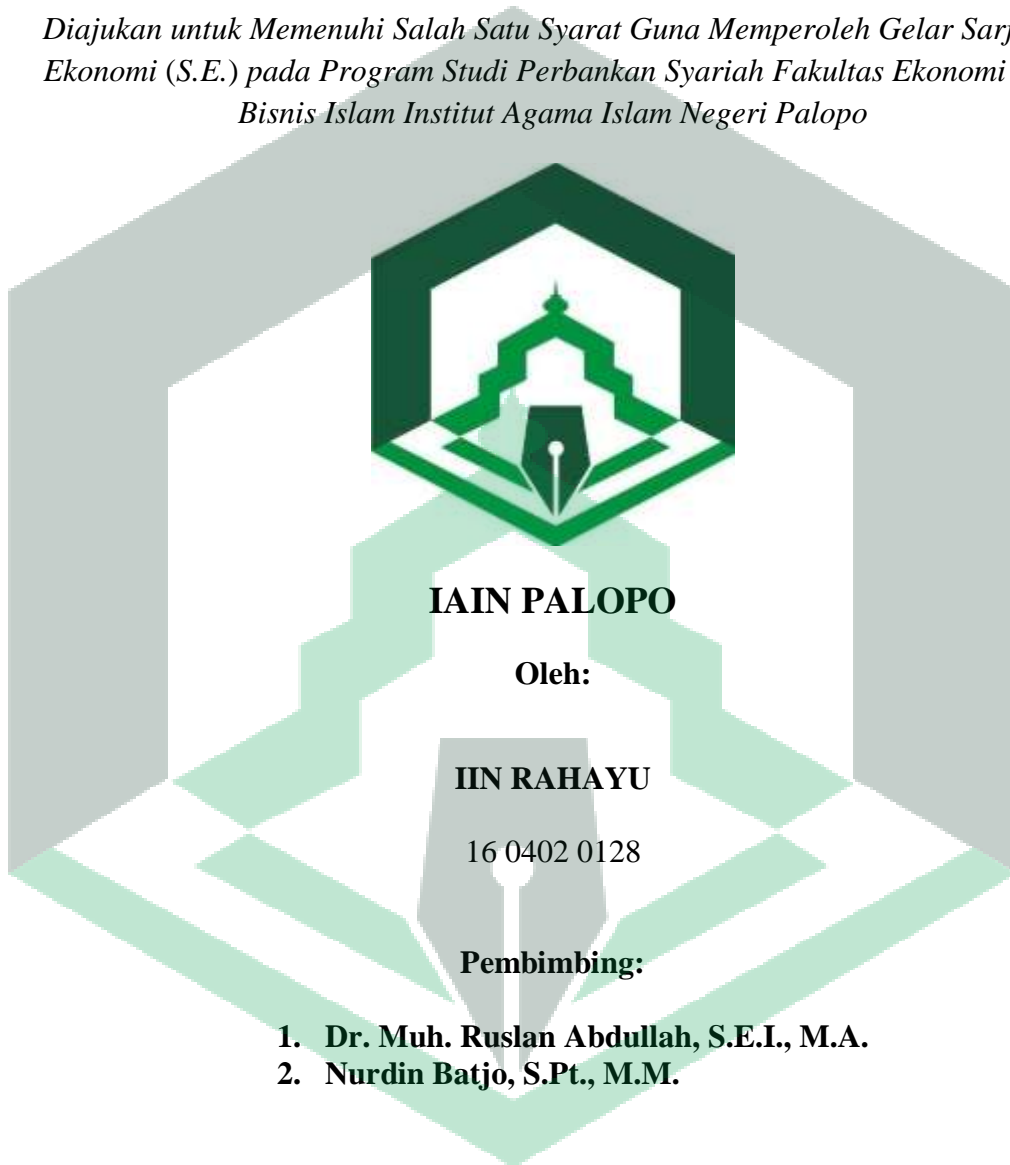 Diajukan untuk Memenuhi Salah Satu Syarat Guna Memperoleh Gelar Sarj
Ekonomi (S.E.) pada Program Studi Perbankan Syariah Fakultas Ekonomi
Bisnis Islam Institut Agama Islam Negeri Palopo
IAIN PALOPO
Oleh:
IIN RAHAYU
16 0402 0128
Pembimbing:
1. Dr. Muh. Ruslan Abdullah, S.E.I., M.A.
2. Nurdin Batjo, S.Pt., M.M.